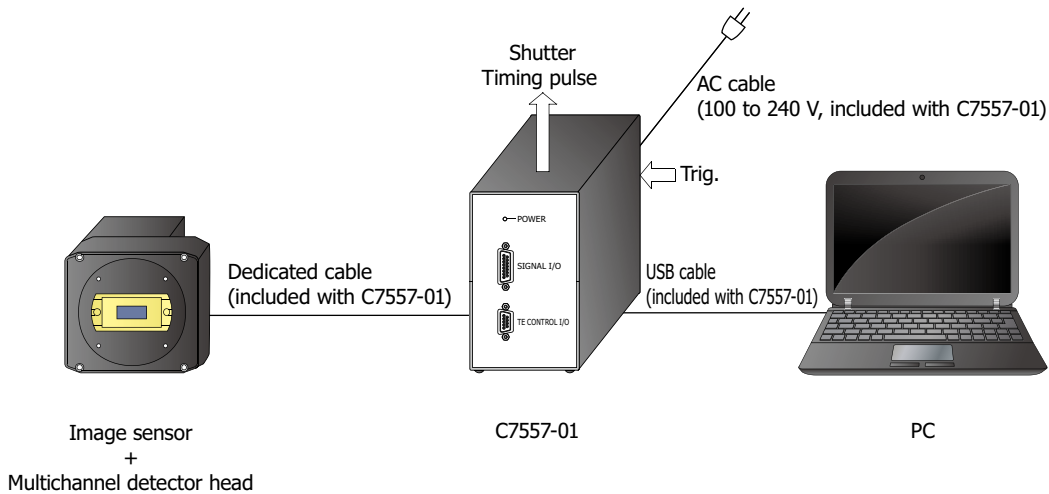 Shutter
Timing pulse
AC cable
(100 to 240 V, included with C7557-01)
Trig.
POWER
SIGNAL I/O
TE CONTROL I/O
Dedicated cable
(included with C7557-01)
USB cable
(included with C7557-01)
Image sensor
+
Multichannel detector head
C7557-01
PC